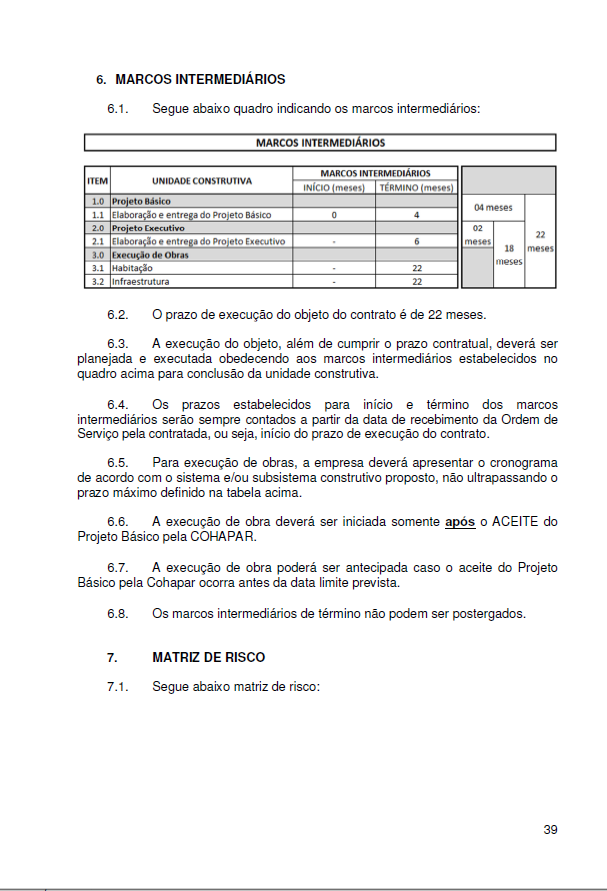 6. MARCOS INTERMEDIÁRIOS
6.1. Segue abaixo quadro indicando os marcos intermediários:
MARCOS INTERMEDIÁRIOS
ITEM UNIDADE CONSTRUTIVA MARCOS INTERMEDIÁRIOS
INÍCIO (meses) TÉRMINO (meses)
1.0 Projeto Básico
1.1 Elaboração e entrega do Projeto Básico 0 4
2.0 Projeto Executivo
2.1 Elaboração e entrega do Projeto Executivo - 6
3.0 Execução de Obras
3.1 Habitação - 22
3.2 Infraestrutura - 22
04 meses
02
meses
18
meses
22
meses
6.2. O prazo de execução do objeto do contrato é de 22 meses.
6.3. A execução do objeto, além de cumprir o prazo contratual, deverá ser
planejada e executada obedecendo aos marcos intermediários estabelecidos no
quadro acima para conclusão da unidade construtiva.
6.4. Os prazos estabelecidos para início e término dos marcos
intermediários serão sempre contados a partir da data de recebimento da Ordem de
Serviço pela contratada, ou seja, início do prazo de execução do contrato.
6.5. Para execução de obras, a empresa deverá apresentar o cronograma
de acordo com o sistema e/ou subsistema construtivo proposto, não ultrapassando o
prazo máximo definido na tabela acima.
6.6. A execução de obra deverá ser iniciada somente após o ACEITE do
Projeto Básico pela COHAPAR.
6.7. A execução de obra poderá ser antecipada caso o aceite do Projeto
Básico pela Cohapar ocorra antes da data limite prevista.
6.8. Os marcos intermediários de término não podem ser postergados.
7. MATRIZ DE RISCO
7.1. Segue abaixo matriz de risco:
39